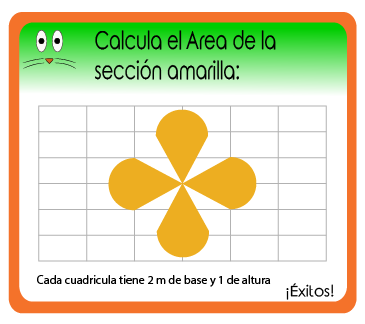 Calcula el Area de la
sección amarilla:
Cada cuadricula tiene 2 m de base y 1 de altura
¡Éxitos!